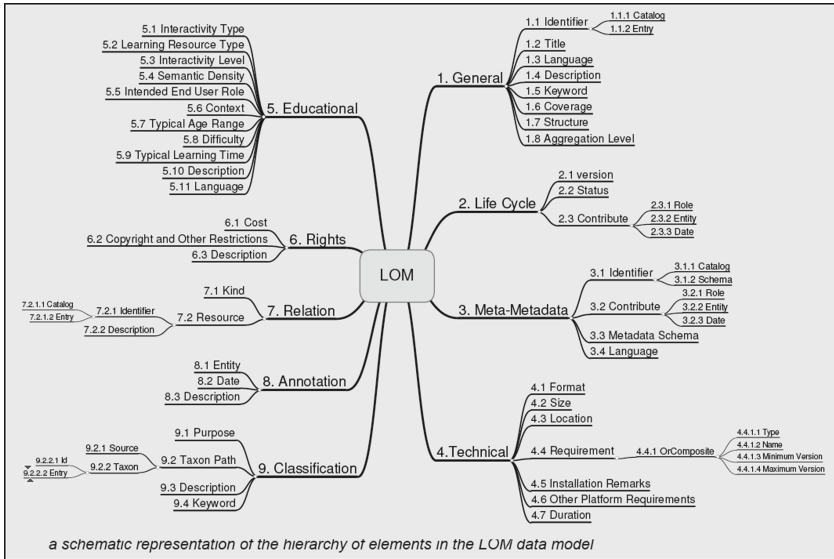 LOM
1. General
1.1 Identifier
1.1.1 Catalog
1.1.2 Entry
1.2 Title
1.3 Language
1.4 Description
1.5 Keyword
1.6 Coverage
1.7 Structure
1.8 Aggregation Level
2. Life Cycle
2.1 version
2.2 Status
2.3 Contribute
2.3.1 Role
2.3.2 Entity
2.3.3 Date
3. Meta-Metadata
3.1 Identifier
3.1.1 Catalog
3.1.2 Schema
3.2 Contribute
3.2.1 Role
3.2.2 Entity
3.2.3 Date
3.3 Metadata Schema
3.4 Language
4.Technical
4.1 Format
4.2 Size
4.3 Location
4.4 Requirement
4.4.1 OrComposite
4.4.1.1 Type
4.4.1.2 Name
4.4.1.3 Minimum Version
4.4.1.4 Maximum Version
4.5 Installation Remarks
4.6 Other Platform Requirements
4.7 Duration
5. Educational
5.1 Interactivity Type
5.2 Learning Resource Type
5.3 Interactivity Level
5.4 Semantic Density
5.5 Intended End User Role
5.6 Context
5.7 Typical Age Range
5.8 Difficulty
5.9 Typical Learning Time
5.10 Description
5.11 Language
6. Rights
6.1 Cost
6.2 Copyright and Other Restrictions
6.3 Description
7. Relation
7.1 Kind
7.2 Resource
7.2.1 Identifier
7.2.1.1 Catalog
7.2.1.2 Entry
7.2.2 Description
8. Annotation
8.1 Entity
8.2 Date
8.3 Description
9. Classification
9.1 Purpose
9.2 Taxon Path
9.2.1 Source
9.2.2 Taxon
9.2.2.1 Id
9.2.2.2 Entry
9.3 Description
9.4 Keyword
a schematic representation of the hierarchy of elements in the LOM data model